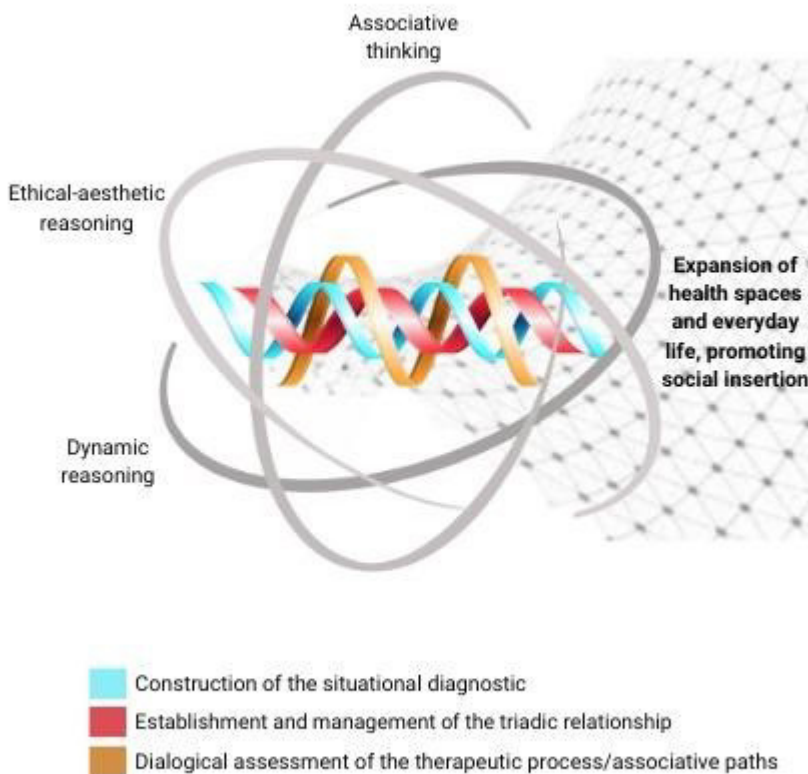 Associative
thinking
Ethical-aesthetic
reasoning
Expansion of
health spaces
and everyday
life, promoting
social insertion
Dynamic
reasoning
Construction of the situational diagnostic
Establishment and management of the triadic relationship
Dialogical assessment of the therapeutic process/associative paths